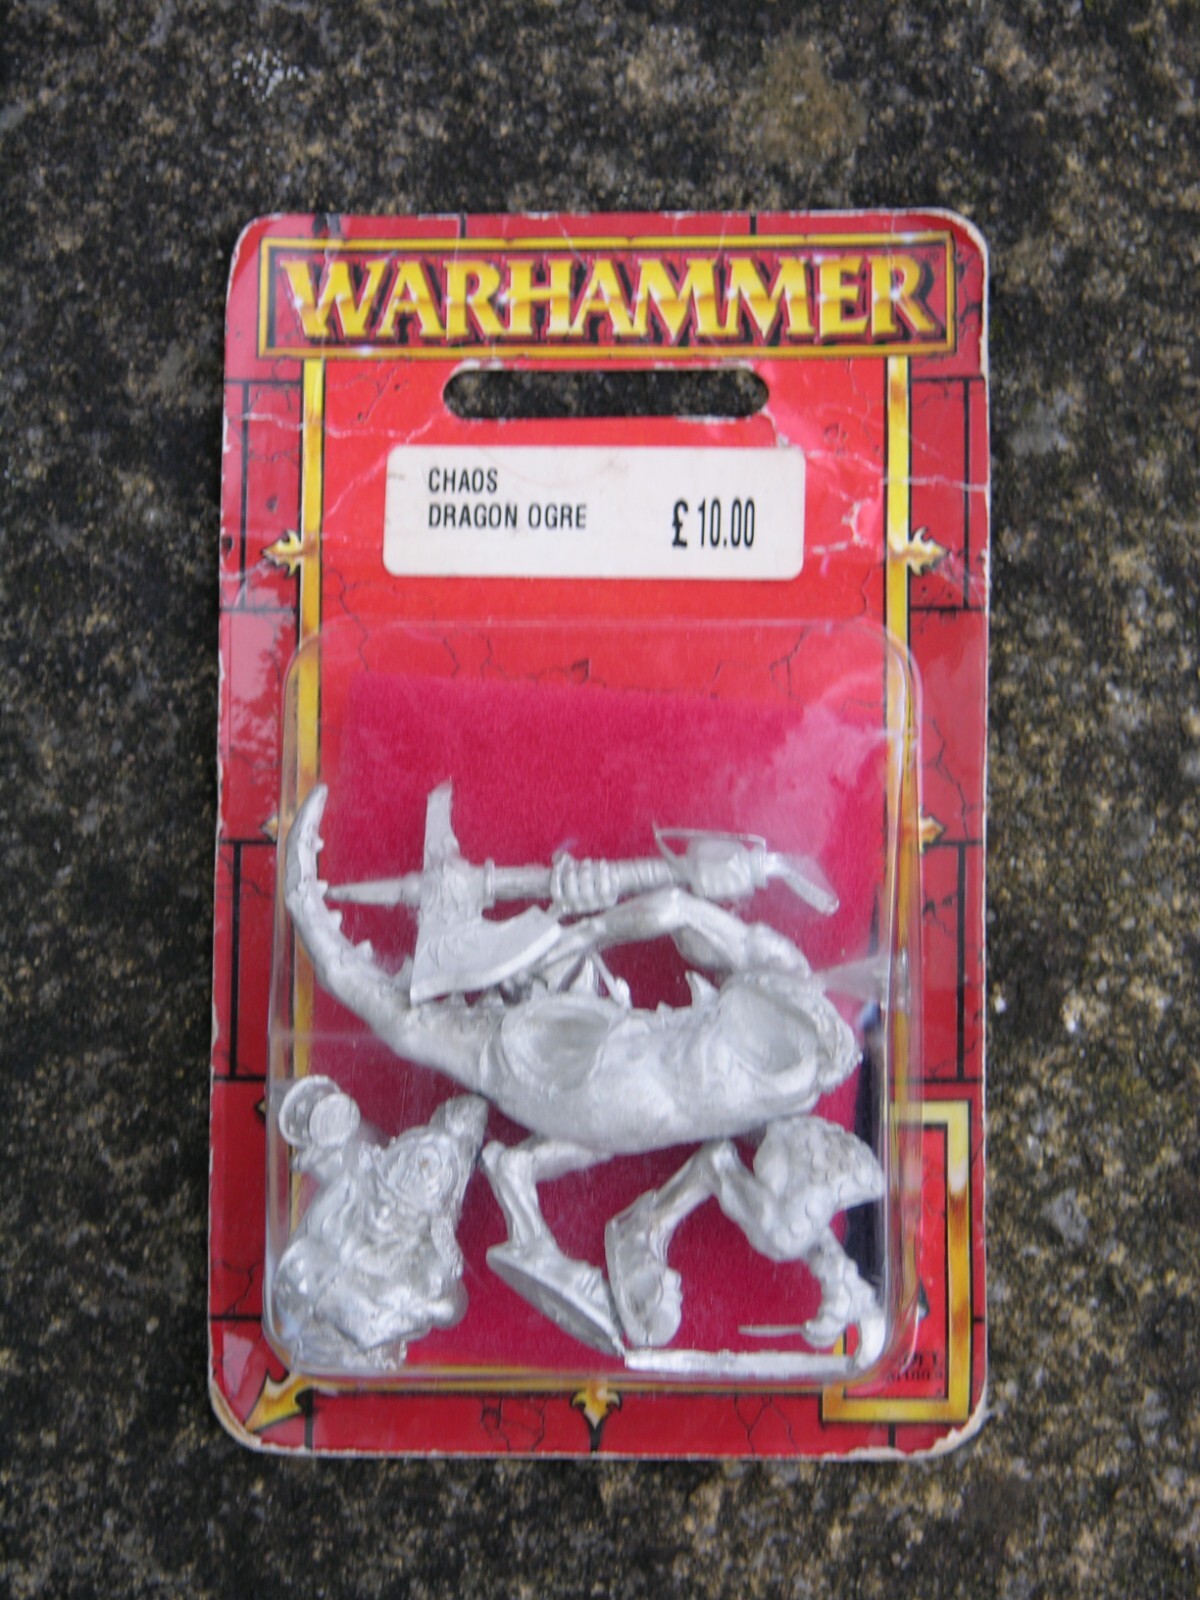 WARHAMMER
CHAOS
DRAGON OGRE
£ 10.00